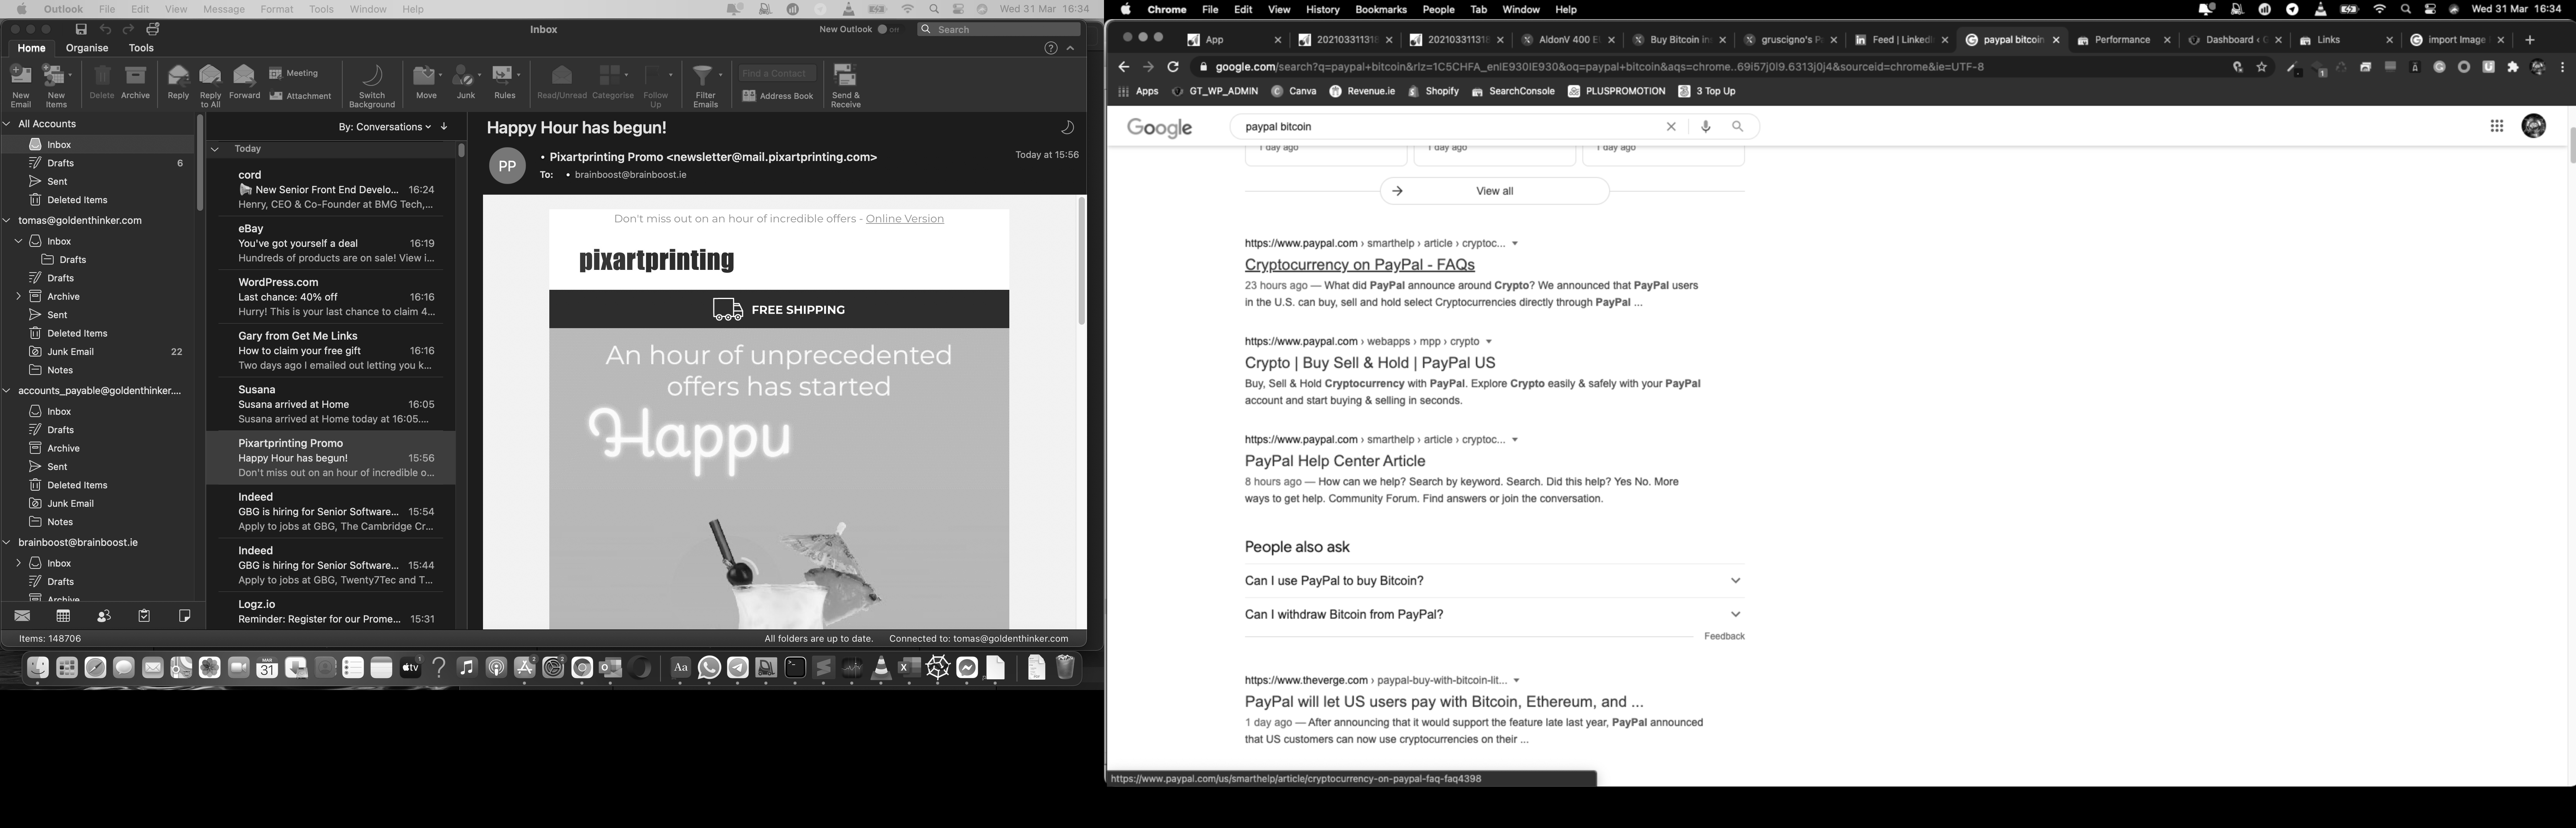 Outlook File Edit View Message Format Tools Window Help
Wed 31 Mar 16:34
Inbox
New Outlook Off
Search
Home Organise Tools
New Email
New Items
Delete
Archive
Reply
Reply to All
Forward
Meeting
Attachment
Switch Background
Move
Junk
Rules
Read/Unread
Categorise
Follow Up
Filter Emails
Find a Contact
Address Book
Send & Receive
All Accounts
Inbox
Drafts 6
Sent
Deleted Items
tomas@goldenthinker.com
Inbox
Drafts
Drafts
Archive
Sent
Deleted Items
Junk Email 22
Notes
accounts_payable@goldenthinker....
Inbox
Drafts
Archive
Sent
Deleted Items
Junk Email
Notes
brainboost@brainboost.ie
Inbox
Drafts
Archive
Items: 148706
By: Conversations
Today
cord
New Senior Front End Develo... 16:24
Henry, CEO & Co-Founder at BMG Tech,...
eBay
You've got yourself a deal 16:19
Hundreds of products are on sale! View i...
WordPress.com
Last chance: 40% off 16:16
Hurry! This is your last chance to claim 4...
Gary from Get Me Links
How to claim your free gift 16:16
Two days ago I emailed out letting you k...
Susana
Susana arrived at Home 16:05
Susana arrived at Home today at 16:05....
Pixartprinting Promo
Happy Hour has begun! 15:56
Don't miss out on an hour of incredible o...
Indeed
GBG is hiring for Senior Software... 15:54
Apply to jobs at GBG, The Cambridge Cr...
Indeed
GBG is hiring for Senior Software... 15:44
Apply to jobs at GBG, Twenty7Tec and T...
Logz.io
Reminder: Register for our Prome... 15:31
Happy Hour has begun!
PP
• Pixartprinting Promo <newsletter@mail.pixartprinting.com>
Today at 15:56
To: • brainboost@brainboost.ie
Don't miss out on an hour of incredible offers - Online Version
pixartprinting
FREE SHIPPING
An hour of unprecedented
offers has started
Happy
All folders are up to date. Connected to: tomas@goldenthinker.com
MAR
31
tv
Aa
Chrome File Edit View History Bookmarks People Tab Window Help
Wed 31 Mar 16:34
App
20210331131
20210331131
AldonV 400 E
Buy Bitcoin in
gruscigno's P
Feed | LinkedI
paypal bitcoin
Performance
Dashboard ‹ G
Links
import Image
google.com/search?q=paypal+bitcoin&rlz=1C5CHFA_enIE930IE930&oq=paypal+bitcoin&aqs=chrome..69i57j0l9.6313j0j4&sourceid=chrome&ie=UTF-8
Apps GT_WP_ADMIN Canva Revenue.ie Shopify SearchConsole PLUSPROMOTION 3 Top Up
Google
paypal bitcoin
1 day ago 1 day ago 1 day ago
View all
https://www.paypal.com › smarthelp › article › cryptoc...
Cryptocurrency on PayPal - FAQs
23 hours ago — What did PayPal announce around Crypto? We announced that PayPal users
in the U.S. can buy, sell and hold select Cryptocurrencies directly through PayPal ...
https://www.paypal.com › webapps › mpp › crypto
Crypto | Buy Sell & Hold | PayPal US
Buy, Sell & Hold Cryptocurrency with PayPal. Explore Crypto easily & safely with your PayPal
account and start buying & selling in seconds.
https://www.paypal.com › smarthelp › article › cryptoc...
PayPal Help Center Article
8 hours ago — How can we help? Search by keyword. Search. Did this help? Yes No. More
ways to get help. Community Forum. Find answers or join the conversation.
People also ask
Can I use PayPal to buy Bitcoin?
Can I withdraw Bitcoin from PayPal?
Feedback
https://www.theverge.com › paypal-buy-with-bitcoin-lit...
PayPal will let US users pay with Bitcoin, Ethereum, and ...
1 day ago — After announcing that it would support the feature late last year, PayPal announced
that US customers can now use cryptocurrencies on their ...
https://www.paypal.com/us/smarthelp/article/cryptocurrency-on-paypal-faq-faq4398